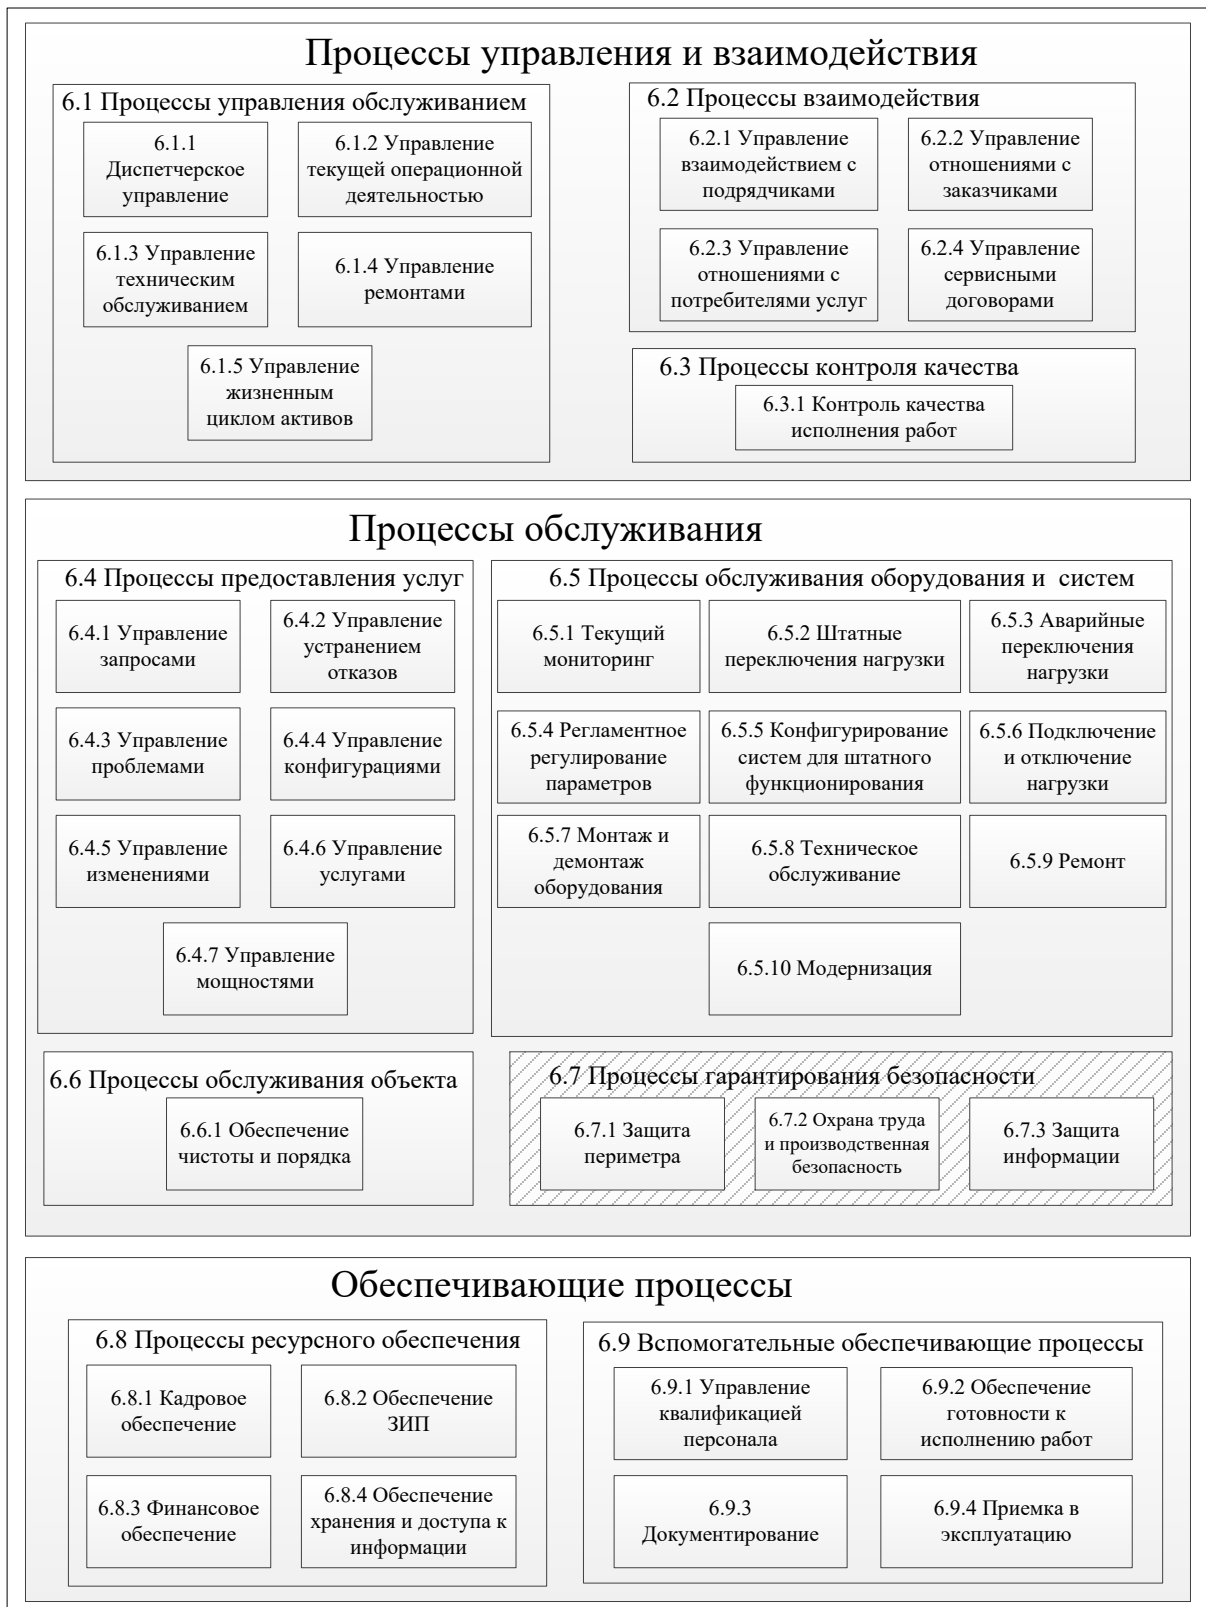 Процессы управления и взаимодействия
6.1 Процессы управления обслуживанием
6.1.1
Диспетчерское
управление
6.1.2 Управление
текущей операционной
деятельностью
6.1.3 Управление
техническим
обслуживанием
6.1.4 Управление
ремонтами
6.1.5 Управление
жизненным
циклом активов
6.2 Процессы взаимодействия
6.2.1 Управление
взаимодействием с
подрядчиками
6.2.2 Управление
отношениями с
заказчиками
6.2.3 Управление
отношениями с
потребителями услуг
6.2.4 Управление
сервисными
договорами
6.3 Процессы контроля качества
6.3.1 Контроль качества
исполнения работ
Процессы обслуживания
6.4 Процессы предоставления услуг
6.4.1 Управление
запросами
6.4.2 Управление
устранением
отказов
6.4.3 Управление
проблемами
6.4.4 Управление
конфигурациями
6.4.5 Управление
изменениями
6.4.6 Управление
услугами
6.4.7 Управление
мощностями
6.5 Процессы обслуживания оборудования и систем
6.5.1 Текущий
мониторинг
6.5.2 Штатные
переключения нагрузки
6.5.3 Аварийные
переключения
нагрузки
6.5.4 Регламентное
регулирование
параметров
6.5.5 Конфигурирование
систем для штатного
функционирования
6.5.6 Подключение
и отключение
нагрузки
6.5.7 Монтаж и
демонтаж
оборудования
6.5.8 Техническое
обслуживание
6.5.9 Ремонт
6.5.10 Модернизация
6.6 Процессы обслуживания объекта
6.6.1 Обеспечение
чистоты и порядка
6.7 Процессы гарантирования безопасности
6.7.1 Защита
периметра
6.7.2 Охрана труда
и производственная
безопасность
6.7.3 Защита
информации
Обеспечивающие процессы
6.8 Процессы ресурсного обеспечения
6.8.1 Кадровое
обеспечение
6.8.2 Обеспечение
ЗИП
6.8.3 Финансовое
обеспечение
6.8.4 Обеспечение
хранения и доступа к
информации
6.9 Вспомогательные обеспечивающие процессы
6.9.1 Управление
квалификацией
персонала
6.9.2 Обеспечение
готовности к
исполнению работ
6.9.3
Документирование
6.9.4 Приемка в
эксплуатацию